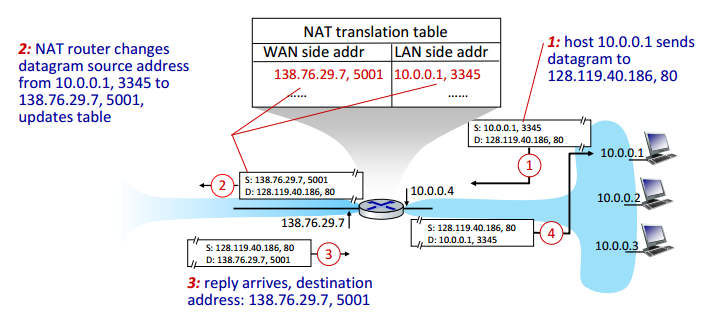 NAT translation table
WAN side addr LAN side addr
138.76.29.7, 5001 10.0.0.1, 3345
...... ......
2: NAT router changes
datagram source address
from 10.0.0.1, 3345 to
138.76.29.7, 5001,
updates table
1: host 10.0.0.1 sends
datagram to
128.119.40.186, 80
S: 10.0.0.1, 3345
D: 128.119.40.186, 80
1
10.0.0.1
2
S: 138.76.29.7, 5001
D: 128.119.40.186, 80
10.0.0.4
10.0.0.2
138.76.29.7
S: 128.119.40.186, 80
D: 10.0.0.1, 3345
4
10.0.0.3
S: 128.119.40.186, 80
D: 138.76.29.7, 5001
3
3: reply arrives, destination
address: 138.76.29.7, 5001